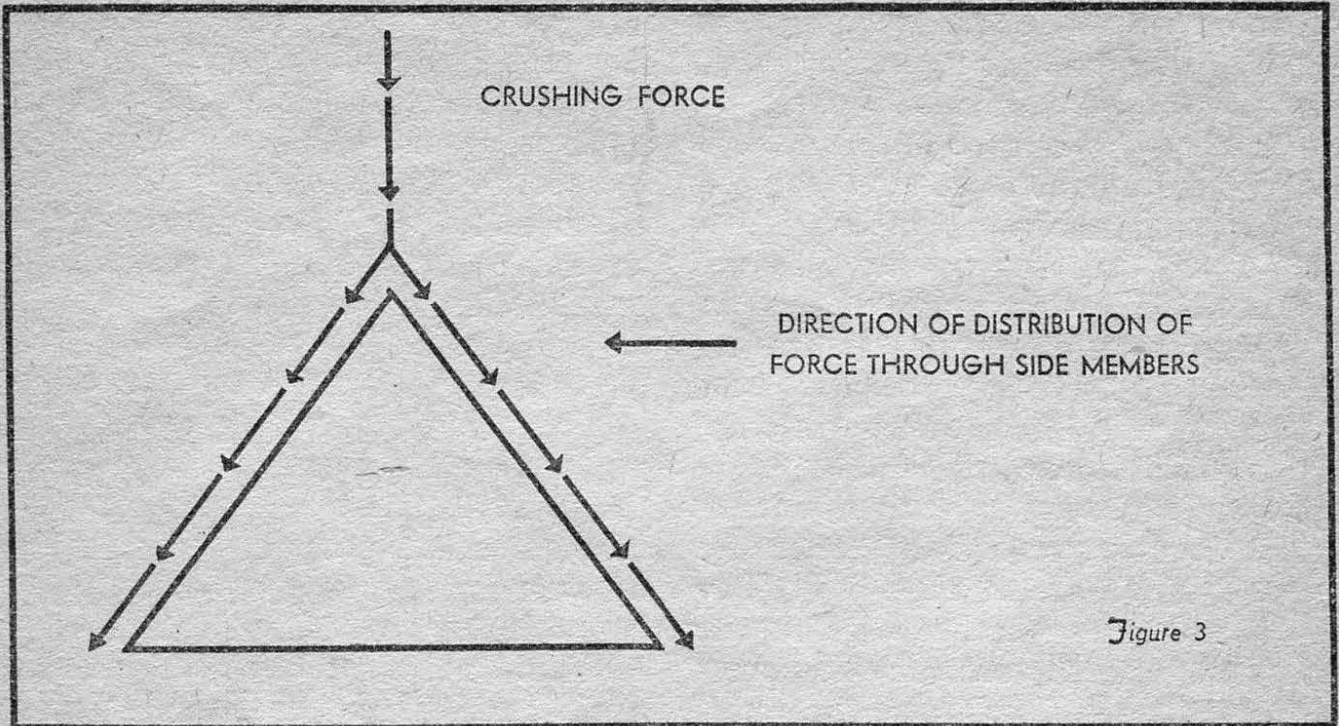 CRUSHING FORCE
DIRECTION OF DISTRIBUTION OF
FORCE THROUGH SIDE MEMBERS
Figure 3